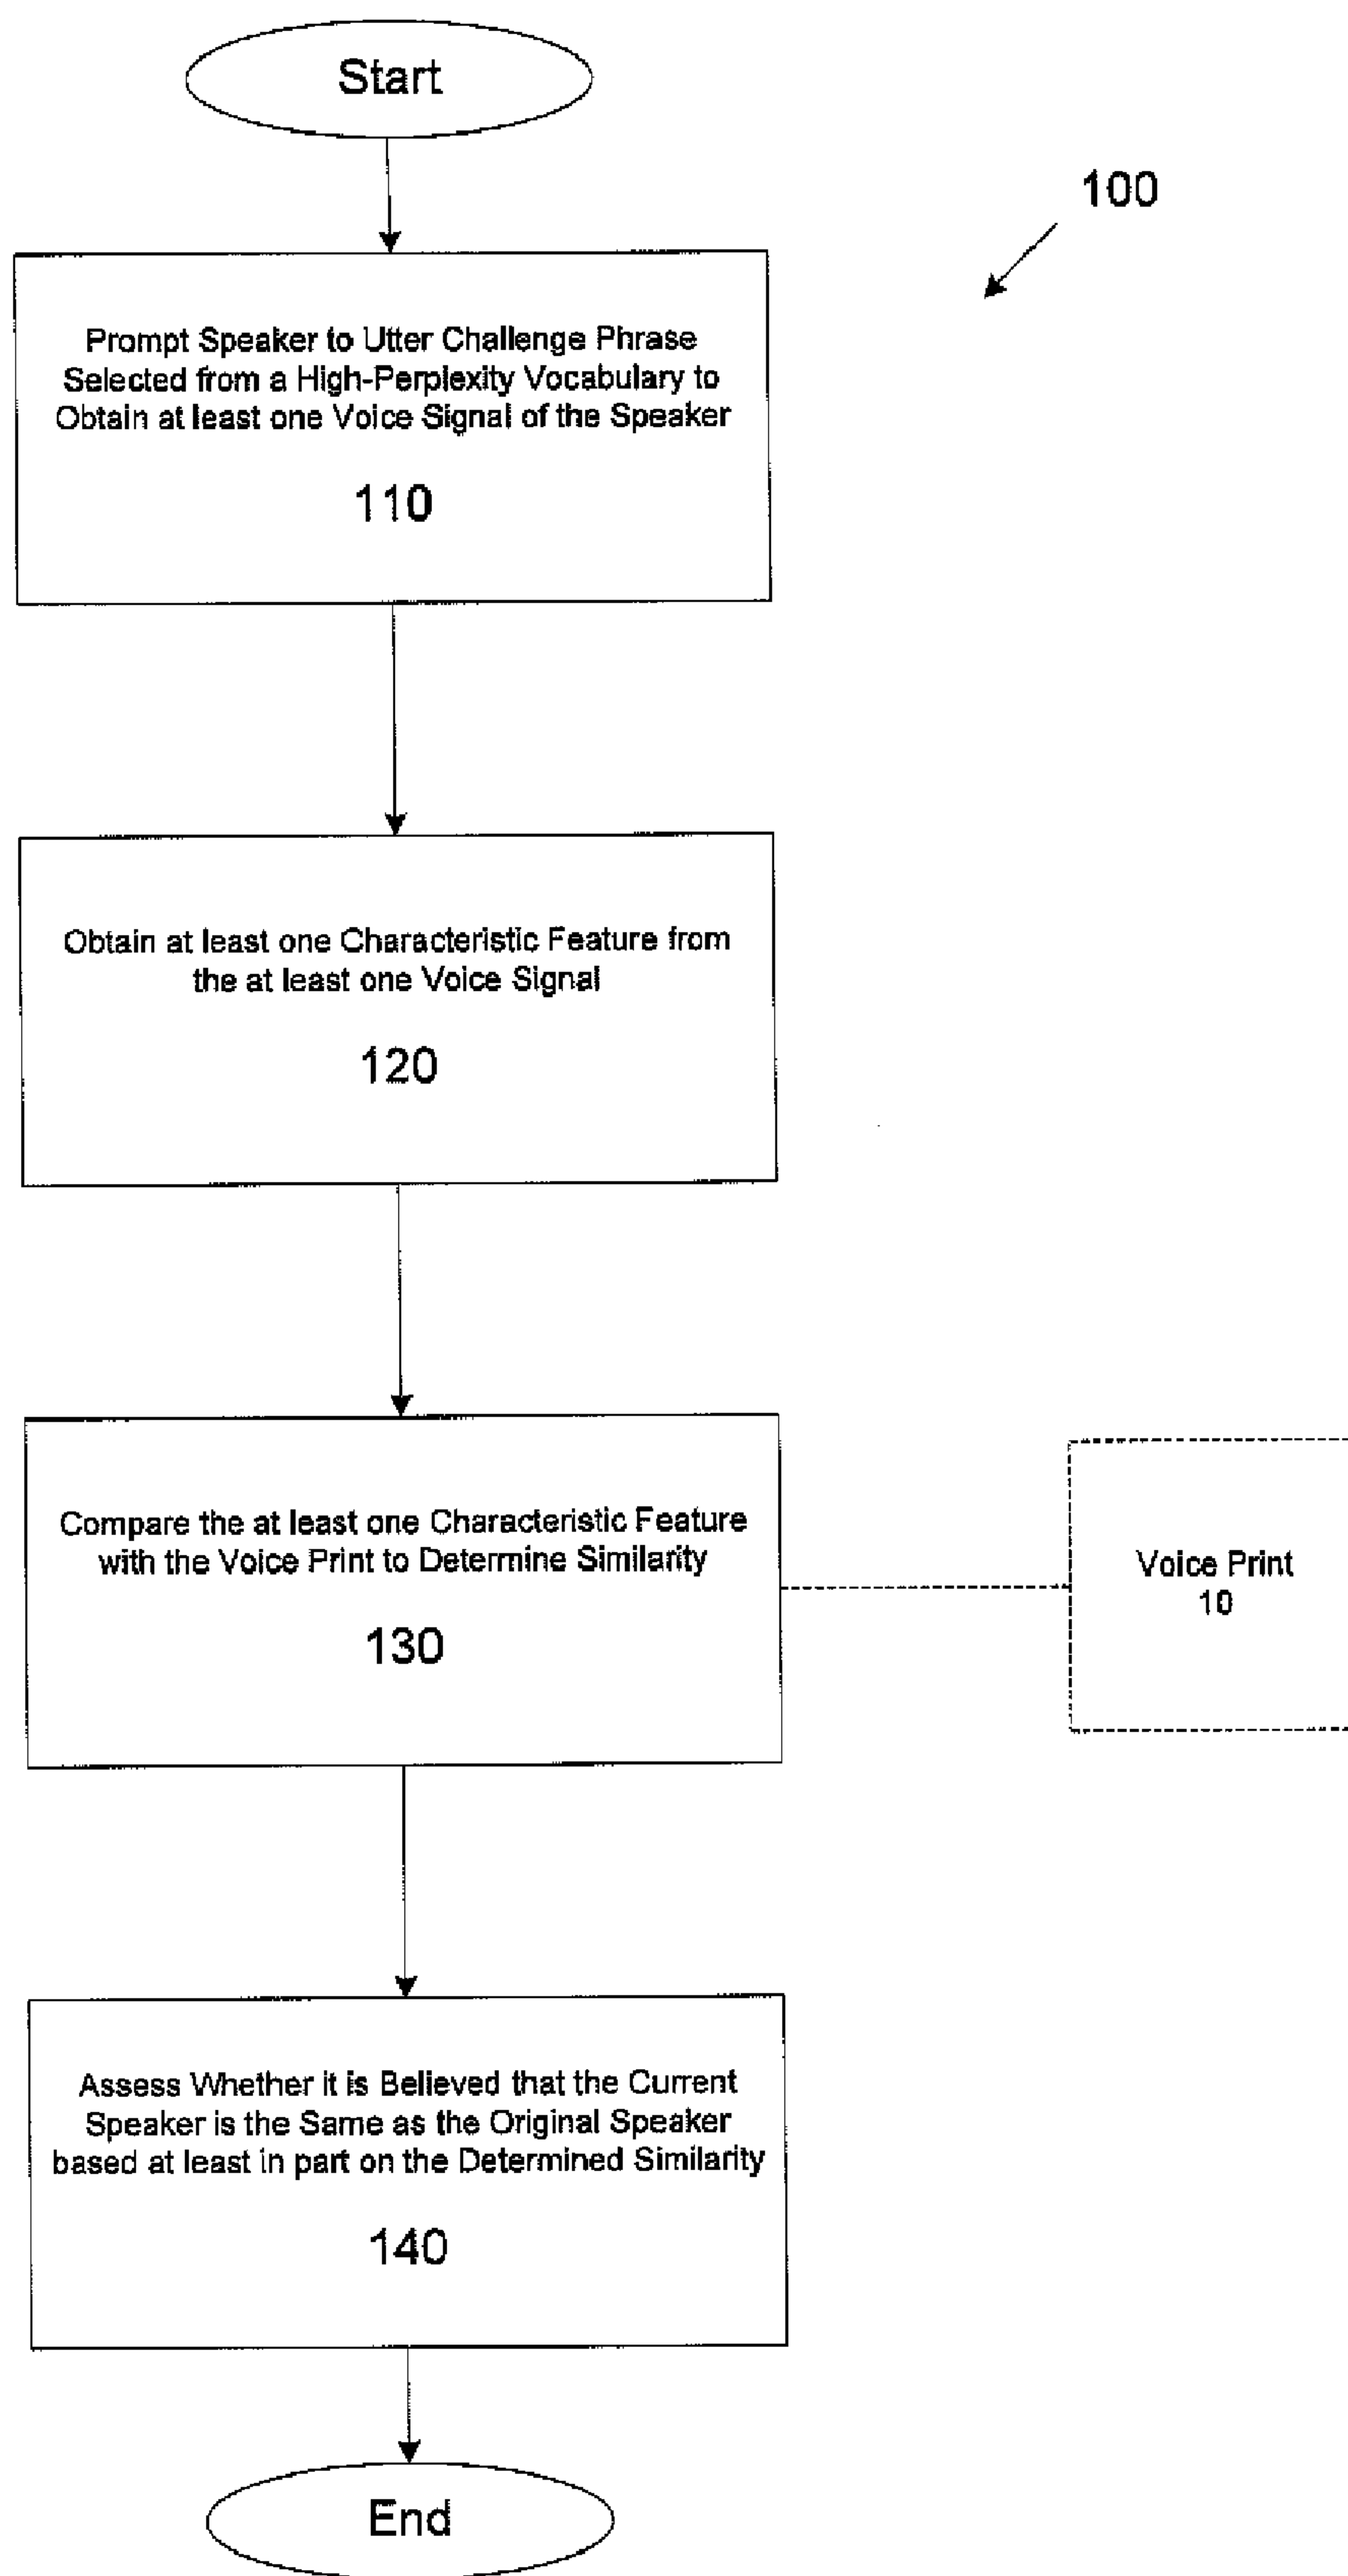 Start
100
Prompt Speaker to Utter Challenge Phrase
Selected from a High-Perplexity Vocabulary to
Obtain at least one Voice Signal of the Speaker
110
Obtain at least one Characteristic Feature from
the at least one Voice Signal
120
Compare the at least one Characteristic Feature
with the Voice Print to Determine Similarity
130
Voice Print
10
Assess Whether it is Believed that the Current
Speaker is the Same as the Original Speaker
based at least in part on the Determined Similarity
140
End